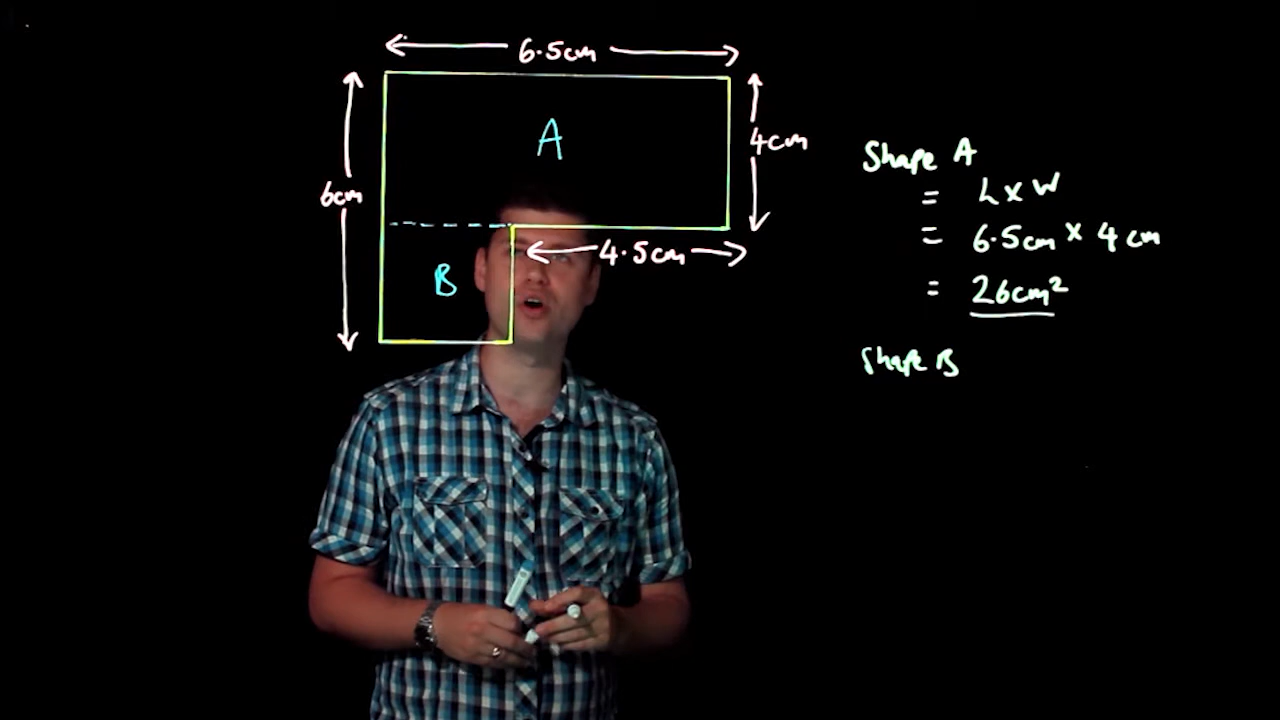 6.5cm
A
4cm
6cm
4.5cm
B
Shape A
= L x W
= 6.5cm x 4cm
= 26cm²
Shape B